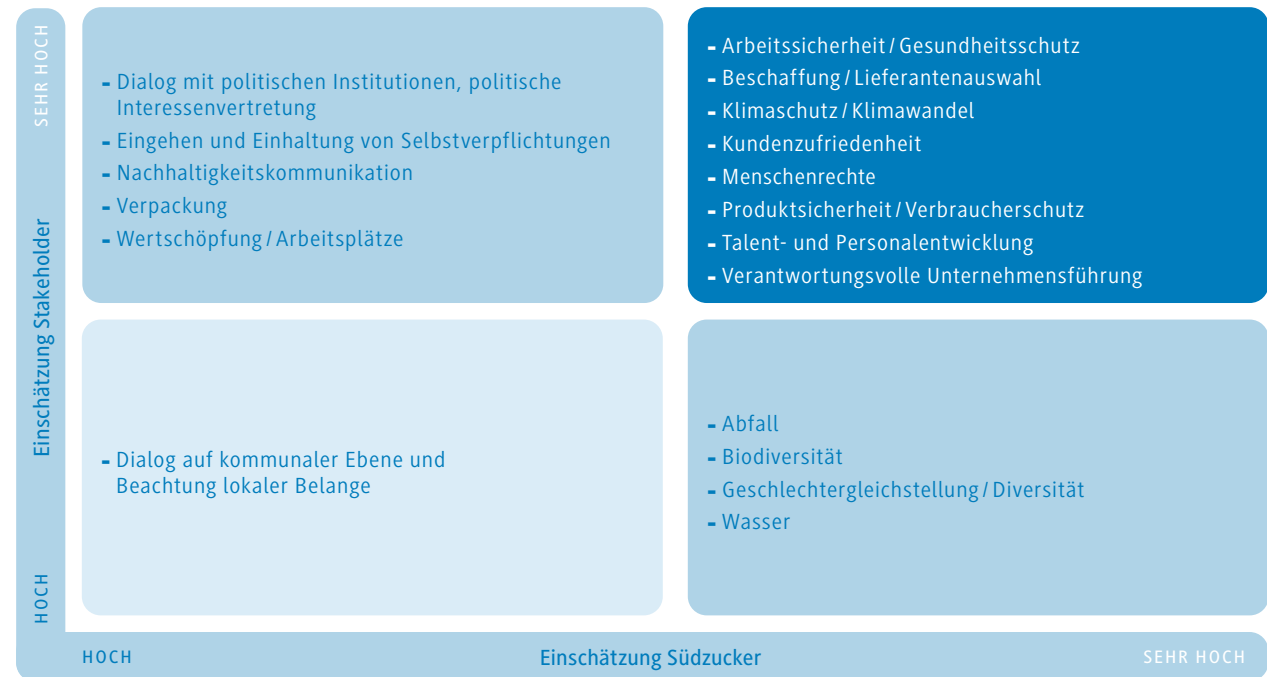 SEHR HOCH
Einschätzung Stakeholder
HOCH
- Dialog mit politischen Institutionen, politische
Interessenvertretung
- Eingehen und Einhaltung von Selbstverpflichtungen
- Nachhaltigkeitskommunikation
- Verpackung
- Wertschöpfung / Arbeitsplätze
- Arbeitssicherheit / Gesundheitsschutz
- Beschaffung / Lieferantenauswahl
- Klimaschutz / Klimawandel
- Kundenzufriedenheit
- Menschenrechte
- Produktsicherheit / Verbraucherschutz
- Talent- und Personalentwicklung
- Verantwortungsvolle Unternehmensführung
- Dialog auf kommunaler Ebene und
Beachtung lokaler Belange
- Abfall
- Biodiversität
- Geschlechtergleichstellung / Diversität
- Wasser
HOCH
Einschätzung Südzucker
SEHR HOCH